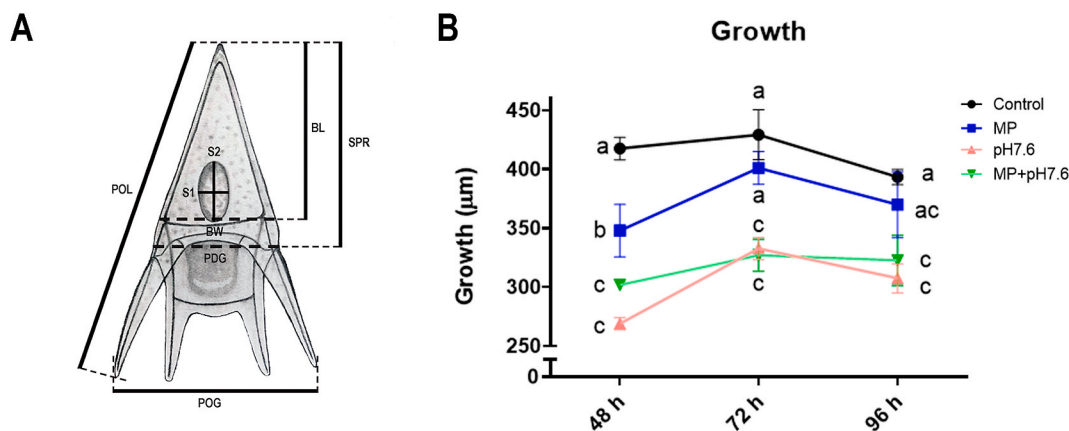 A
POL
S2
S1
BW
PDG
BL
SPR
POG
B
Growth
Growth (μm)
450
400
350
300
250
0
a
b
c
c
a
a
c
c
a
ac
c
c
48 h
72 h
96 h
Control
MP
pH7.6
MP+pH7.6